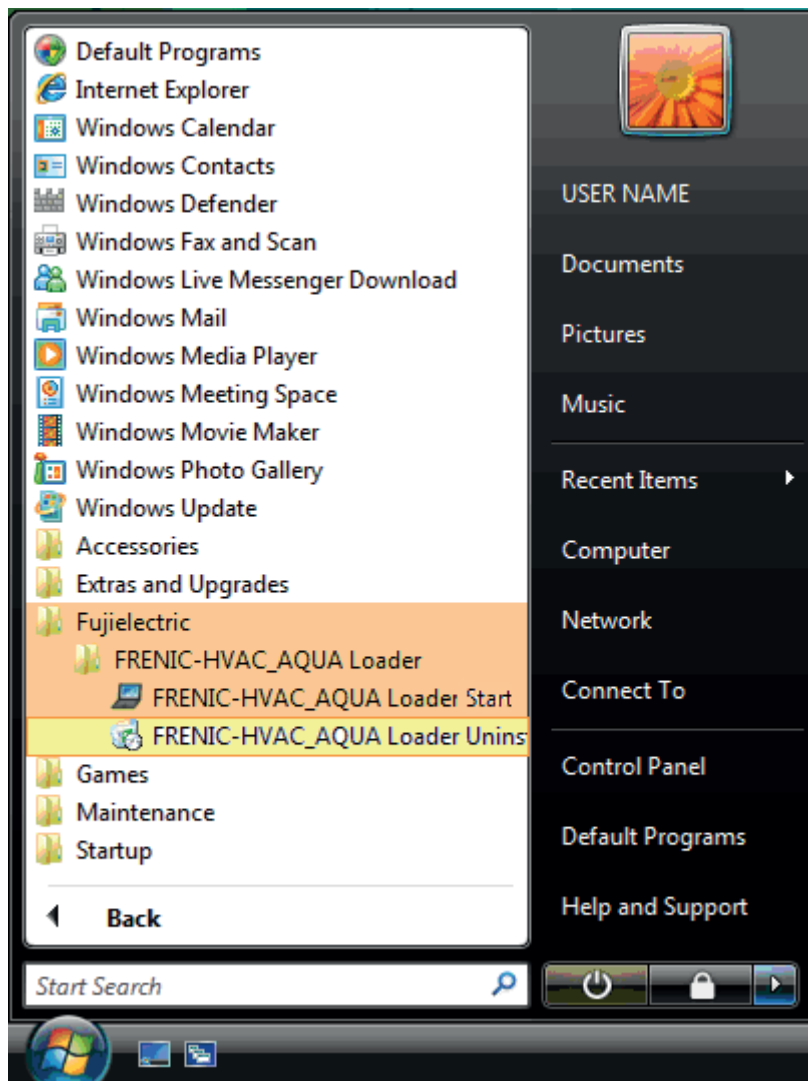 Default Programs
Internet Explorer
Windows Calendar
Windows Contacts
Windows Defender
Windows Fax and Scan
Windows Live Messenger Download
Windows Mail
Windows Media Player
Windows Meeting Space
Windows Movie Maker
Windows Photo Gallery
Windows Update
Accessories
Extras and Upgrades
Fujielectric
FRENIC-HVAC_AQUA Loader
FRENIC-HVAC_AQUA Loader Start
FRENIC-HVAC_AQUA Loader Unins
Games
Maintenance
Startup
Back
Start Search
USER NAME
Documents
Pictures
Music
Recent Items
Computer
Network
Connect To
Control Panel
Default Programs
Help and Support